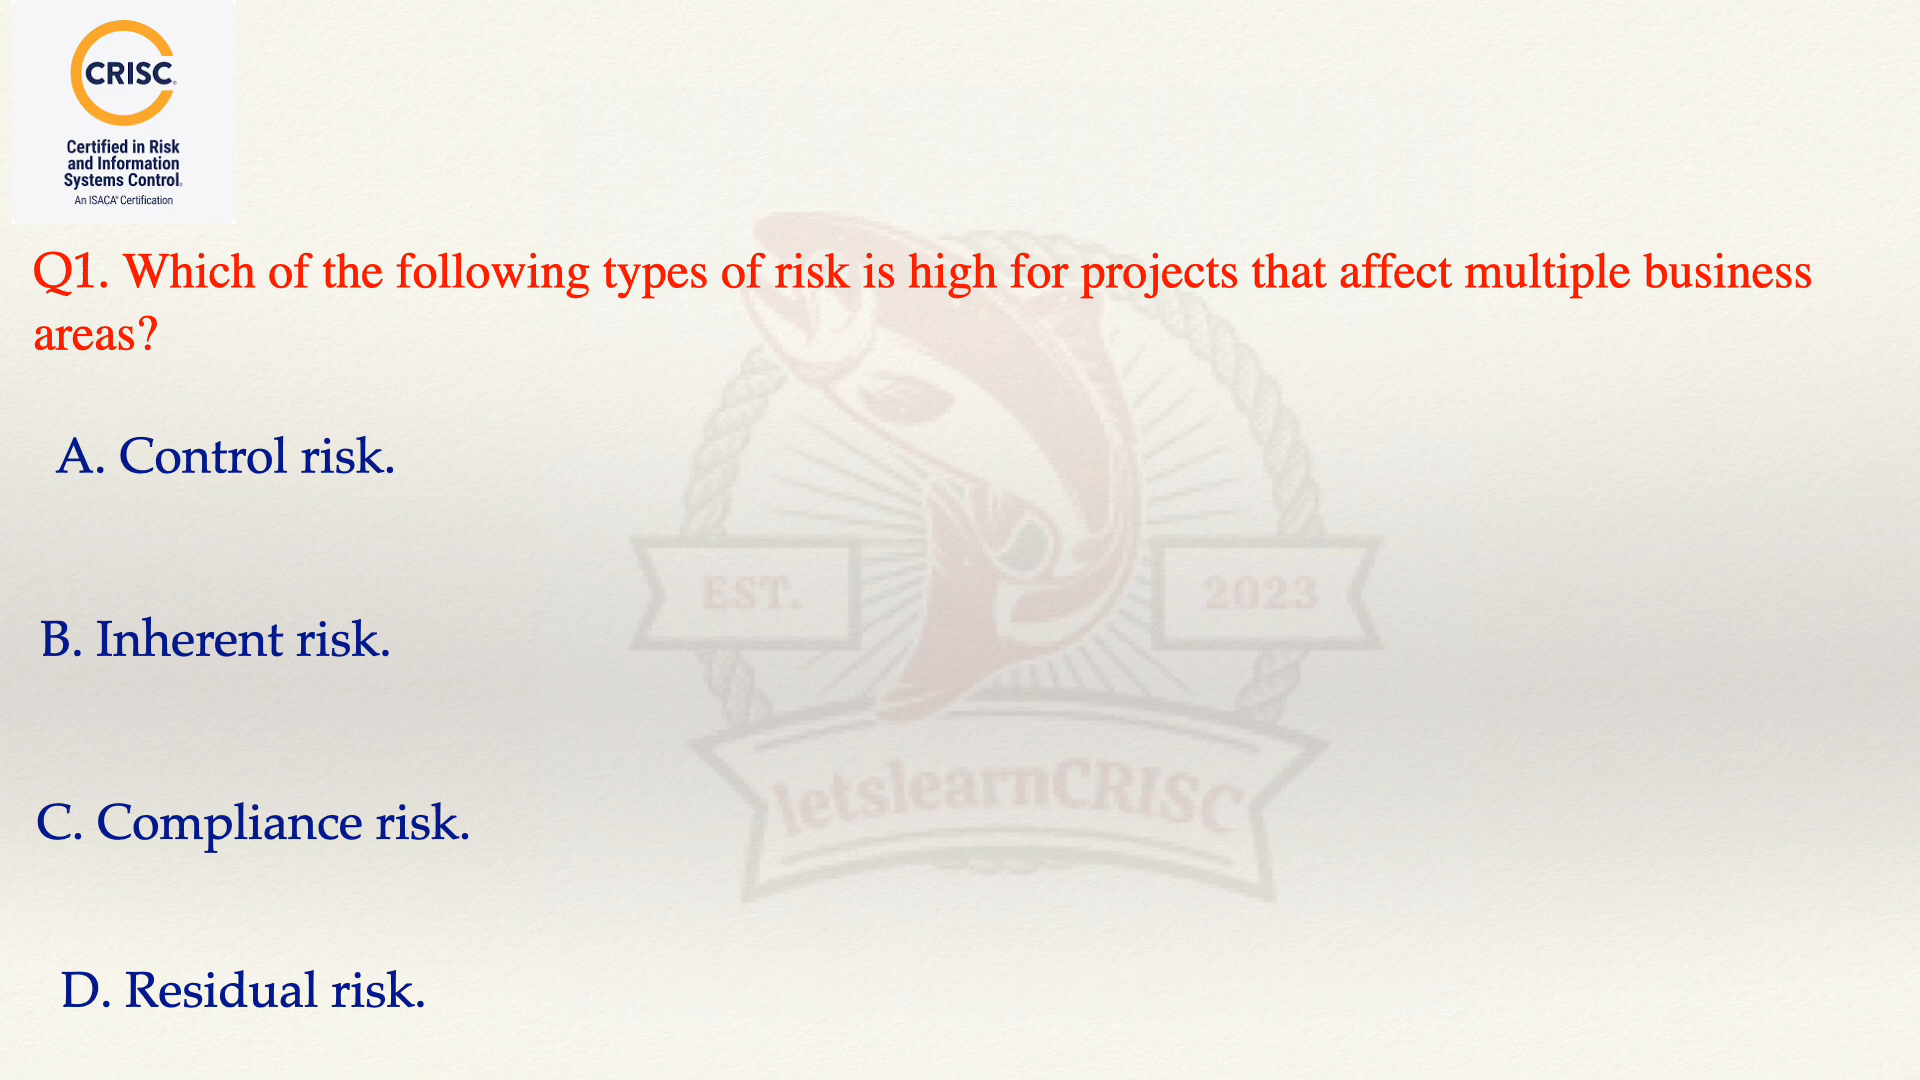 CRISC
Certified in Risk
and Information
Systems Control®
An ISACA® Certification
Q1. Which of the following types of risk is high for projects that affect multiple business
areas?
A. Control risk.
EST.
2023
B. Inherent risk.
letslearnCRISC
C. Compliance risk.
D. Residual risk.